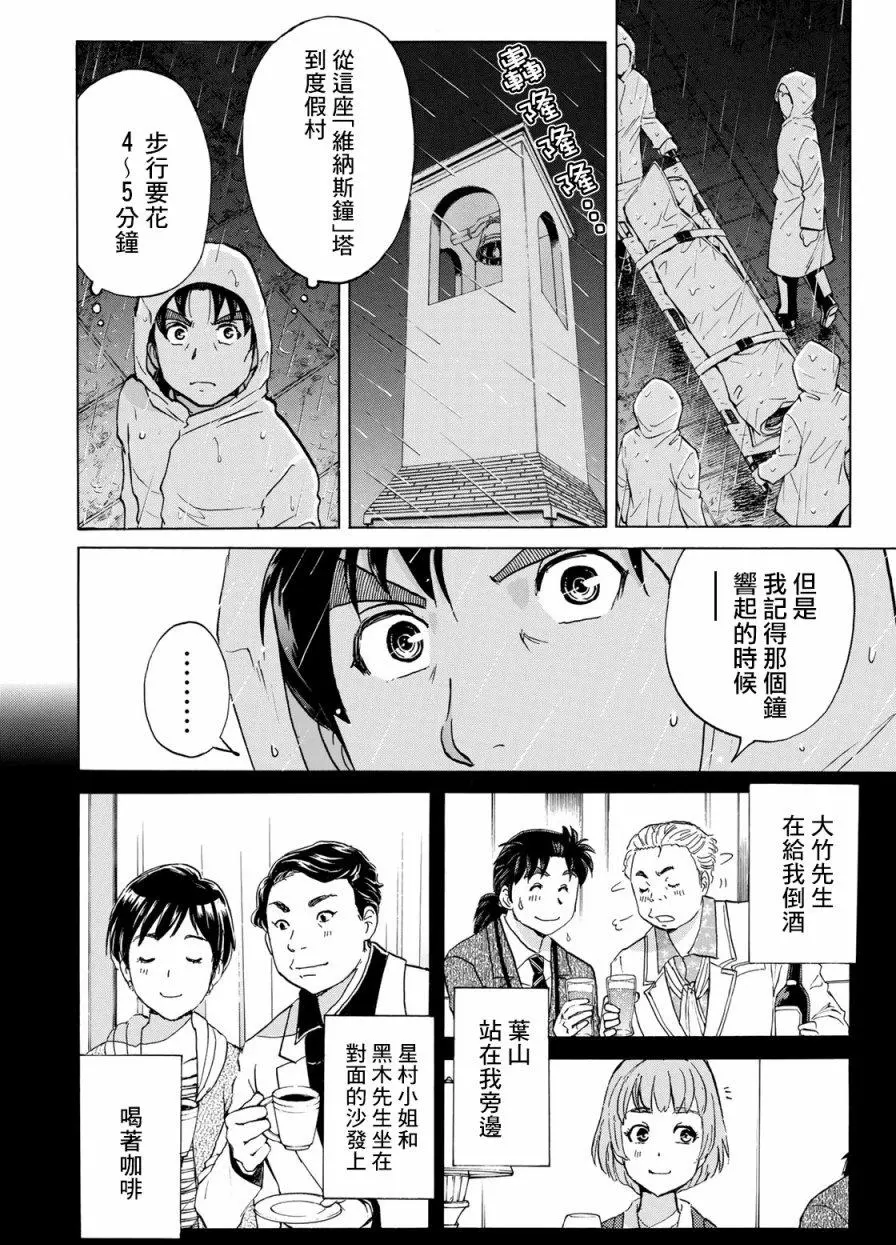 轟隆隆隆…
從這座「維納斯鐘」塔
到度假村
步行要花
4～5分鐘
但是
我記得那個鐘
響起的時候
——
………
大竹先生
在給我倒酒
葉山
站在我旁邊
星村小姐和
黑木先生坐在
對面的沙發上
喝著咖啡